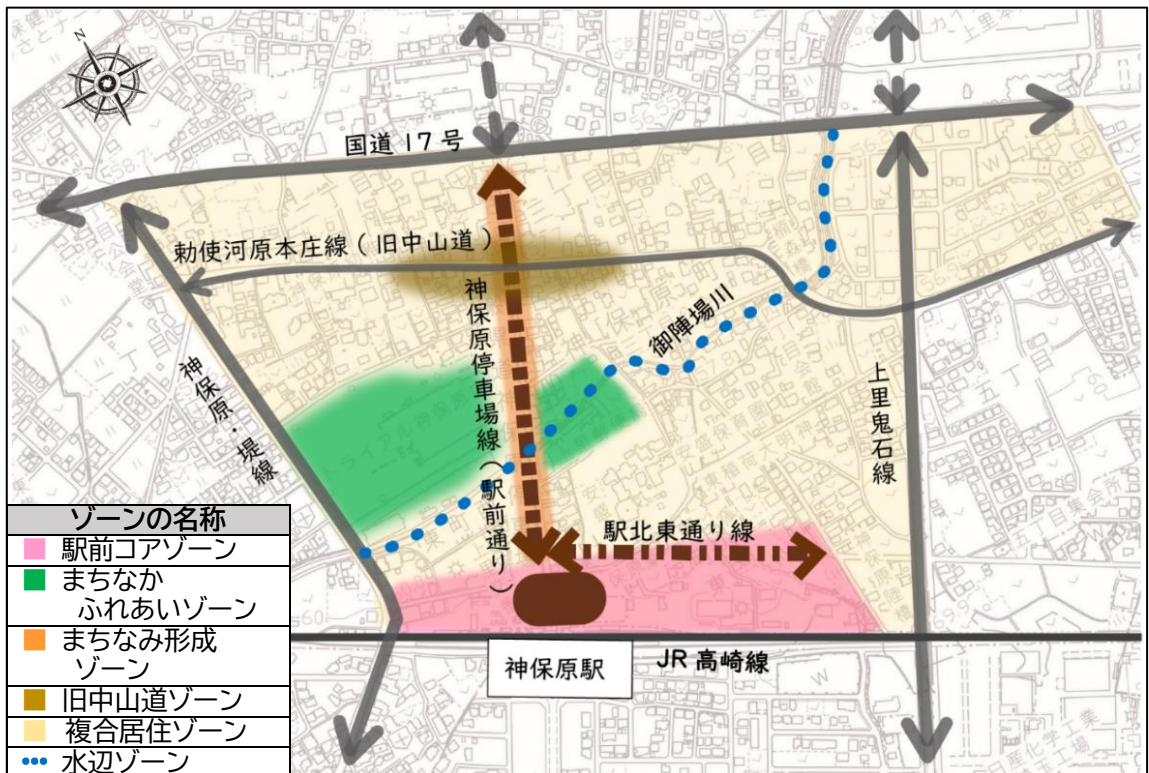 N
国道17号
勅使河原本庄線(旧中山道)
神保原停車場線(駅前通り)
御陣場川
神保原・堤線
上里鬼石線
駅北東通り線
神保原駅
JR高崎線
ゾーンの名称
駅前コアゾーン
まちなか
ふれあいゾーン
まちなみ形成
ゾーン
旧中山道ゾーン
複合居住ゾーン
水辺ゾーン